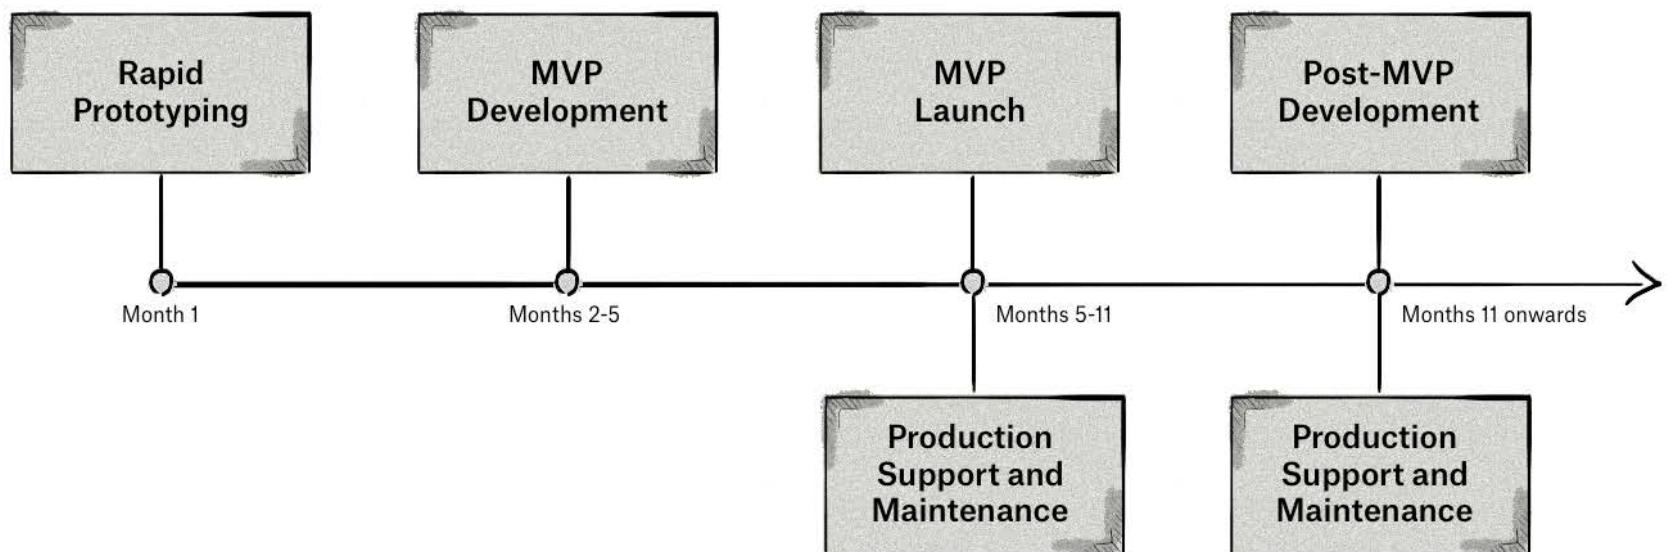 Rapid
Prototyping
MVP
Development
MVP
Launch
Post-MVP
Development
Month 1
Months 2-5
Months 5-11
Months 11 onwards
Production
Support and
Maintenance
Production
Support and
Maintenance